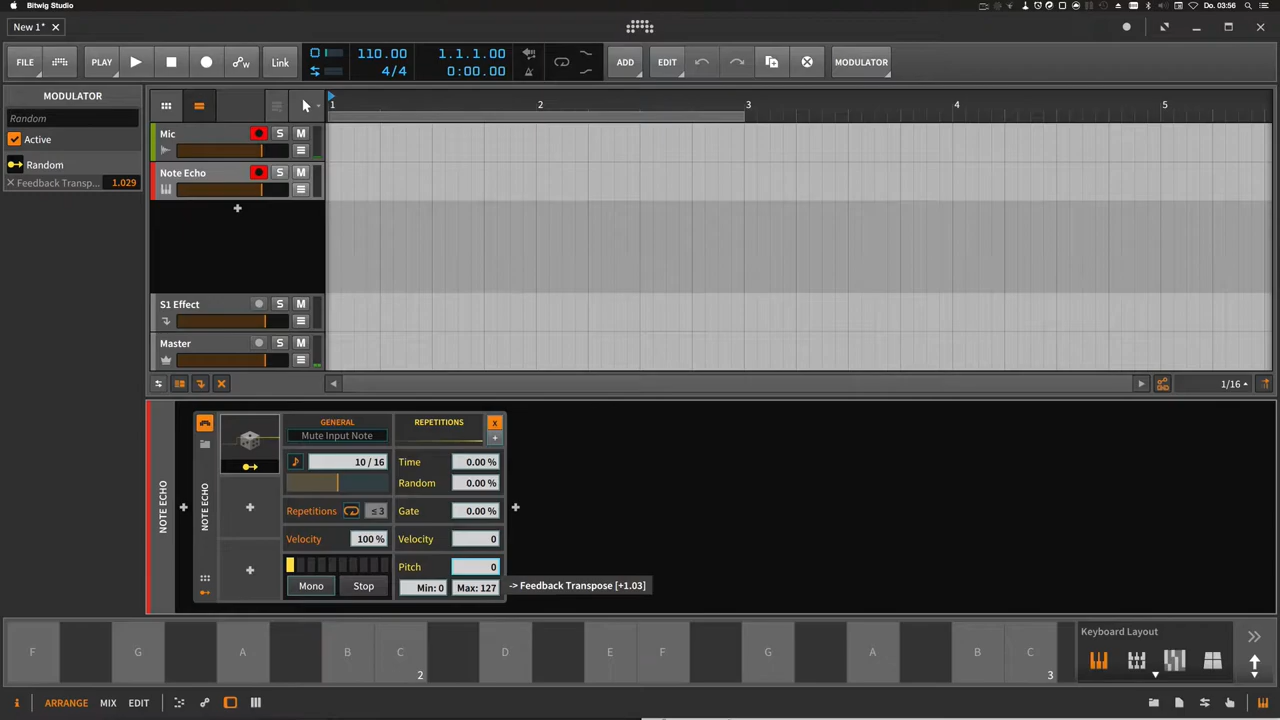 Bitwig Studio
Do. 03:56
New 1*
FILE
PLAY
Link
110.00
4/4
1.1.1.00
0:00.00
ADD
EDIT
MODULATOR
MODULATOR
Random
Active
Random
Feedback Transp...
1.029
1
2
3
4
5
Mic
S
M
Note Echo
S
M
S1 Effect
S
M
Master
S
M
1/16
NOTE ECHO
NOTE ECHO
GENERAL
Mute Input Note
10 / 16
Repetitions
≤ 3
Velocity
100 %
Mono
Stop
REPETITIONS
Time
0.00 %
Random
0.00 %
Gate
0.00 %
Velocity
0
Pitch
0
Min: 0
Max: 127
-> Feedback Transpose [+1.03]
F
G
A
B
C
2
D
E
F
G
A
B
C
3
Keyboard Layout
ARRANGE
MIX
EDIT